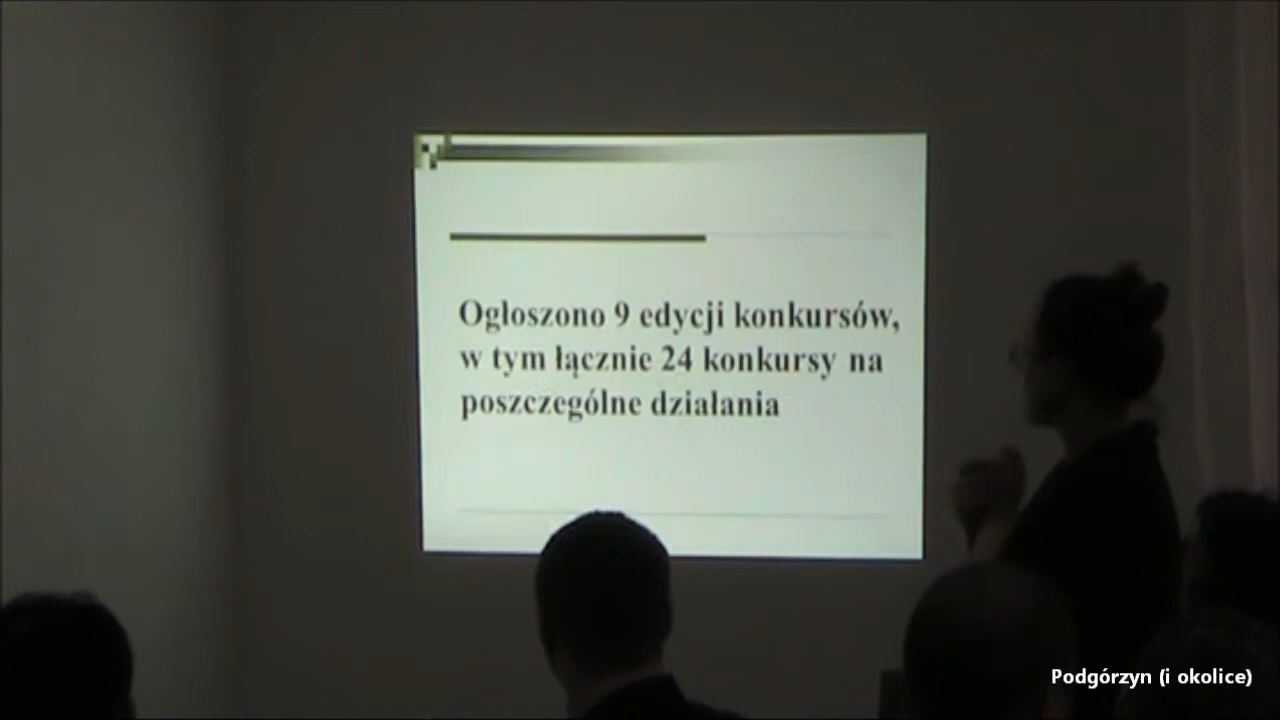 Ogłoszono 9 edycji konkursów,
w tym łącznie 24 konkursy na
poszczególne działania
Podgórzyn (i okolice)